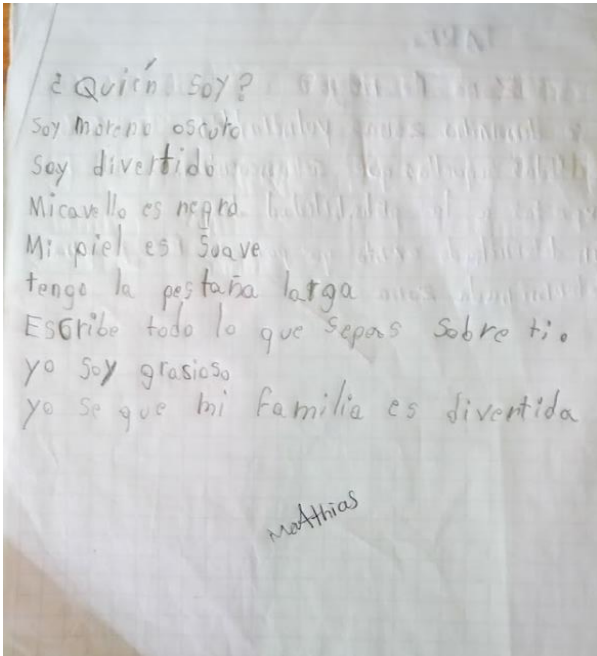 ¿Quién soy?
Soy moreno oscuro
Soy divertido
Micavello es negro
Mi piel es Suave
tengo la pestaña larga
Escribe todo lo que sepas sobre ti.
yo soy grasioso
yo se que mi familia es divertida
MaAthias